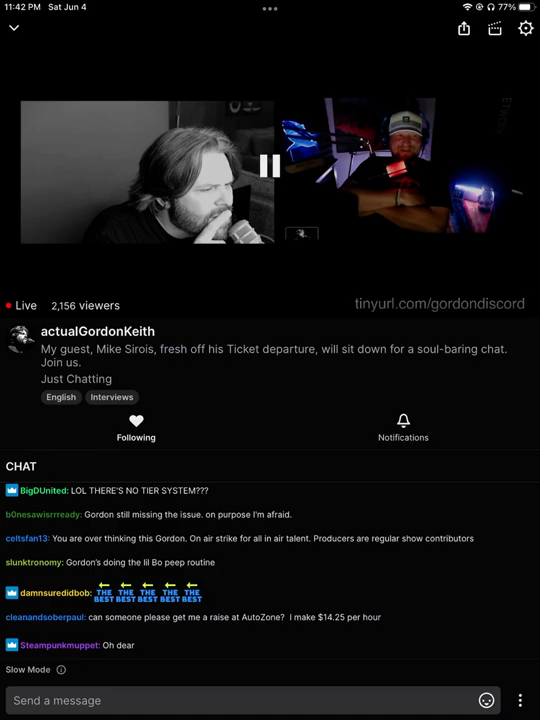 11:42 PM Sat Jun 4
77%
tinyurl.com/gordondiscord
Live 2,156 viewers
actualGordonKeith
My guest, Mike Sirois, fresh off his Ticket departure, will sit down for a soul-baring chat.
Join us.
Just Chatting
English Interviews
Following Notifications
CHAT
BigDUnited: LOL THERE'S NO TIER SYSTEM???
b0nesawisrrready: Gordon still missing the issue. on purpose I'm afraid.
celtsfan13: You are over thinking this Gordon. On air strike for all in air talent. Producers are regular show contributors
slunktronomy: Gordon's doing the lil Bo peep routine
damnsuredidbob: THE BEST THE BEST THE BEST THE BEST THE BEST
cleanandsoberpaul: can someone please get me a raise at AutoZone? I make $14.25 per hour
Steampunkmuppet: Oh dear
Slow Mode
Send a message